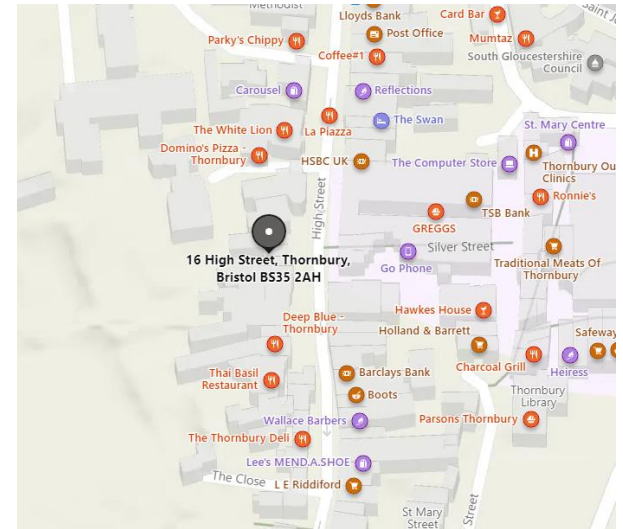 Methodist
Lloyds Bank
Card Bar
Saint J
Parky's Chippy
Post Office
Mumtaz
Coffee#1
South Gloucestershire
Council
Carousel
Reflections
The White Lion
La Piazza
The Swan
St. Mary Centre
Domino's Pizza -
Thornbury
HSBC UK
The Computer Store
Thornbury Ou
Clinics
High Street
TSB Bank
Ronnie's
GREGGS
Silver Street
16 High Street, Thornbury,
Bristol BS35 2AH
Go Phone
Traditional Meats Of
Thornbury
Deep Blue -
Thornbury
Hawkes House
Holland & Barrett
Safeway
Thai Basil
Restaurant
Barclays Bank
Charcoal Grill
Heiress
Boots
Thornbury
Library
Wallace Barbers
Parsons Thornbury
The Thornbury Deli
Lee's MEND.A.SHOE
The Close
L E Riddiford
St Mary
Street
Street